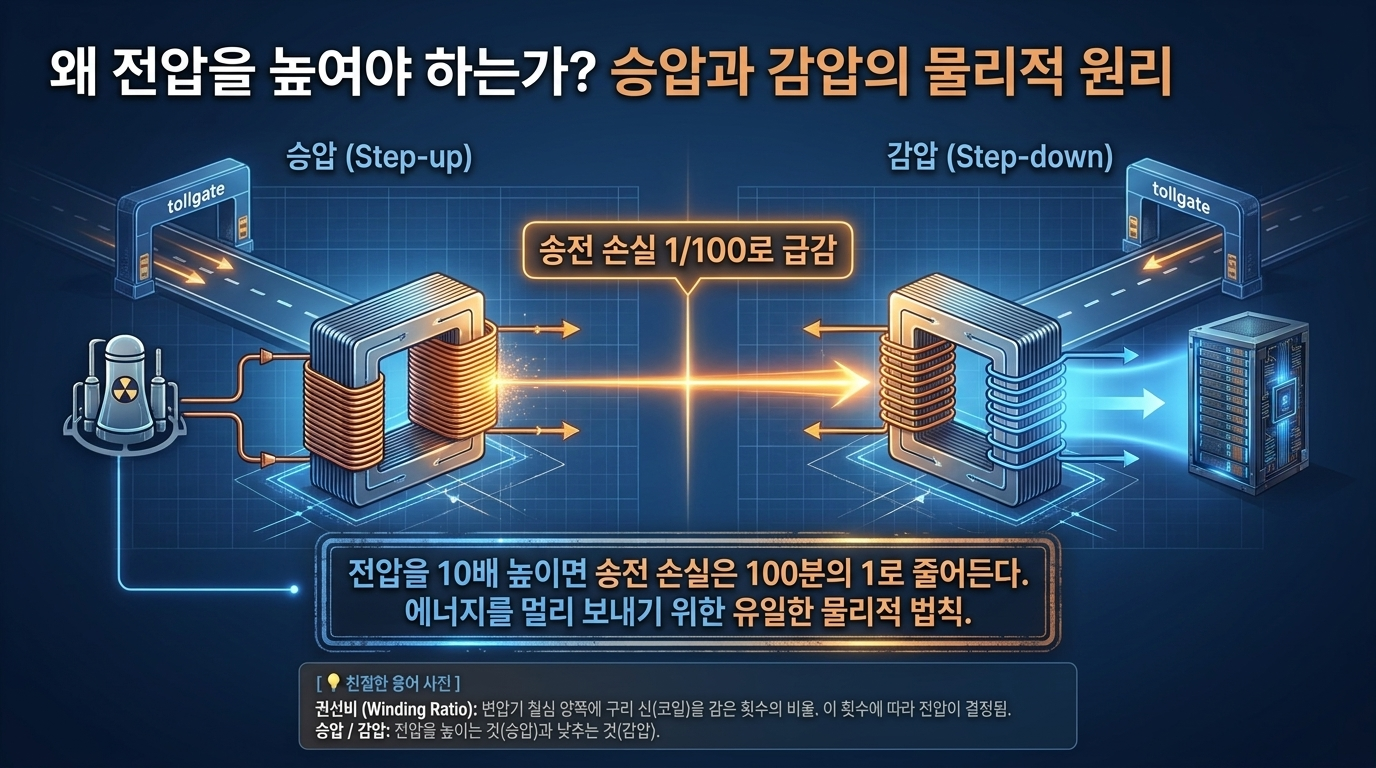 왜 전압을 높여야 하는가? 승압과 감압의 물리적 원리
승압 (Step-up)
감압 (Step-down)
tollgate
tollgate
송전 손실 1/100로 급감
전압을 10배 높이면 송전 손실은 100분의 1로 줄어든다.
에너지를 멀리 보내기 위한 유일한 물리적 법칙.
[ 💡 친절한 용어 사진 ]
권선비 (Winding Ratio): 변압기 철심 양쪽에 구리 신(코일)을 감은 횟수의 비율. 이 횟수에 따라 전압이 결정됨.
승압 / 감압: 전압을 높이는 것(승압)과 낮추는 것(감압).